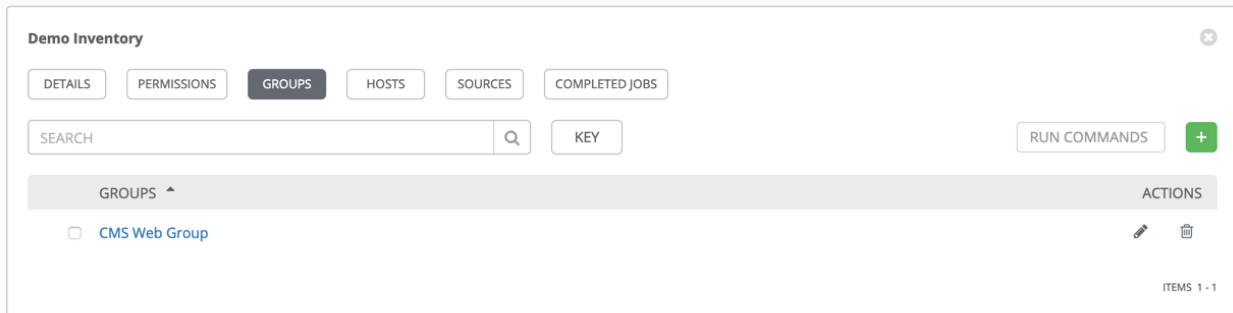 Demo Inventory
DETAILS PERMISSIONS GROUPS HOSTS SOURCES COMPLETED JOBS
SEARCH KEY RUN COMMANDS +
GROUPS ACTIONS
CMS Web Group
ITEMS 1 - 1